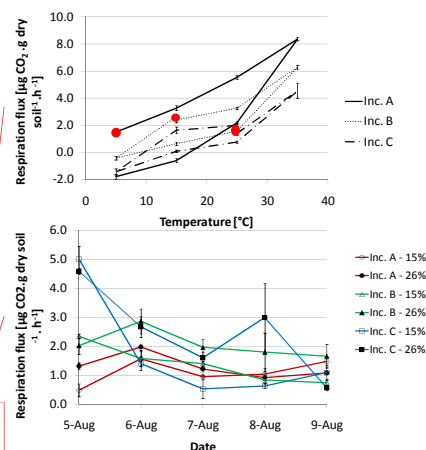 Respiration flux [µg CO2 .g dry
soil-1 .h-1]
10.0
8.0
6.0
4.0
2.0
0.0
-2.0
0
10
20
30
40
Temperature [°C]
Inc. A
Inc. B
Inc. C
Respiration flux [µg CO2.g dry soil
-1. h-1]
6.0
5.0
4.0
3.0
2.0
1.0
0.0
5-Aug
6-Aug
7-Aug
8-Aug
9-Aug
Date
Inc. A - 15%
Inc. A - 26%
Inc. B - 15%
Inc. B - 26%
Inc. C - 15%
Inc. C - 26%